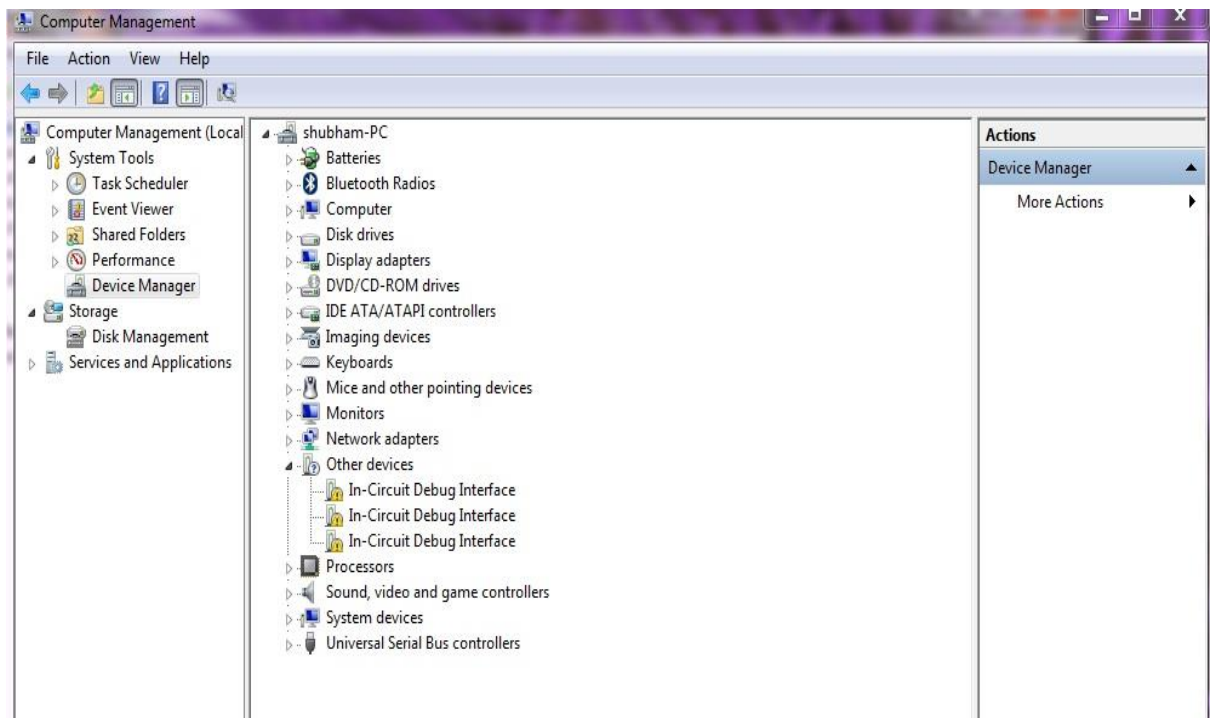 Computer Management
File Action View Help
Computer Management (Local
System Tools
Task Scheduler
Event Viewer
Shared Folders
Performance
Device Manager
Storage
Disk Management
Services and Applications
shubham-PC
Batteries
Bluetooth Radios
Computer
Disk drives
Display adapters
DVD/CD-ROM drives
IDE ATA/ATAPI controllers
Imaging devices
Keyboards
Mice and other pointing devices
Monitors
Network adapters
Other devices
In-Circuit Debug Interface
In-Circuit Debug Interface
In-Circuit Debug Interface
Processors
Sound, video and game controllers
System devices
Universal Serial Bus controllers
Actions
Device Manager
More Actions